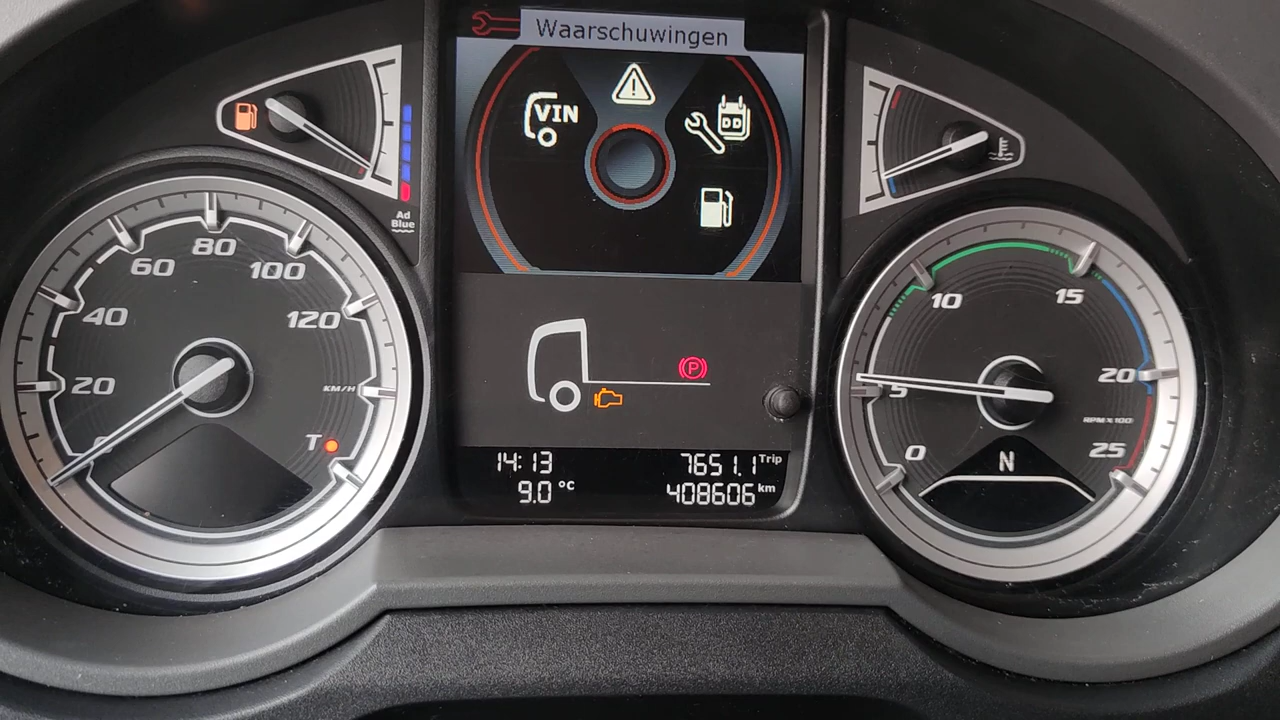 Waarschuwingen
VIN
DD
Ad
Blue
20
40
60
80
100
120
KM/H
T
0
5
10
15
20
25
RPM X 100
N
P
14:13
7651.1 Trip
9.0 °C
408606 km